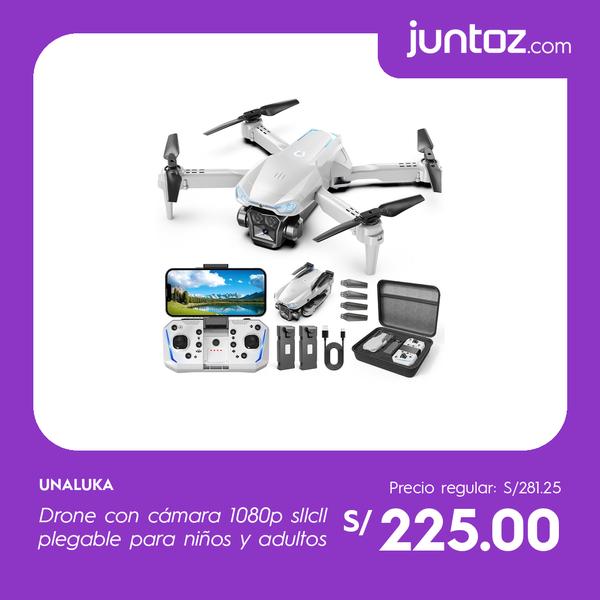 juntoz.com
UNALUKA
Drone con cámara 1080p sllcll
plegable para niños y adultos
Precio regular: S/281.25
S/ 225.00